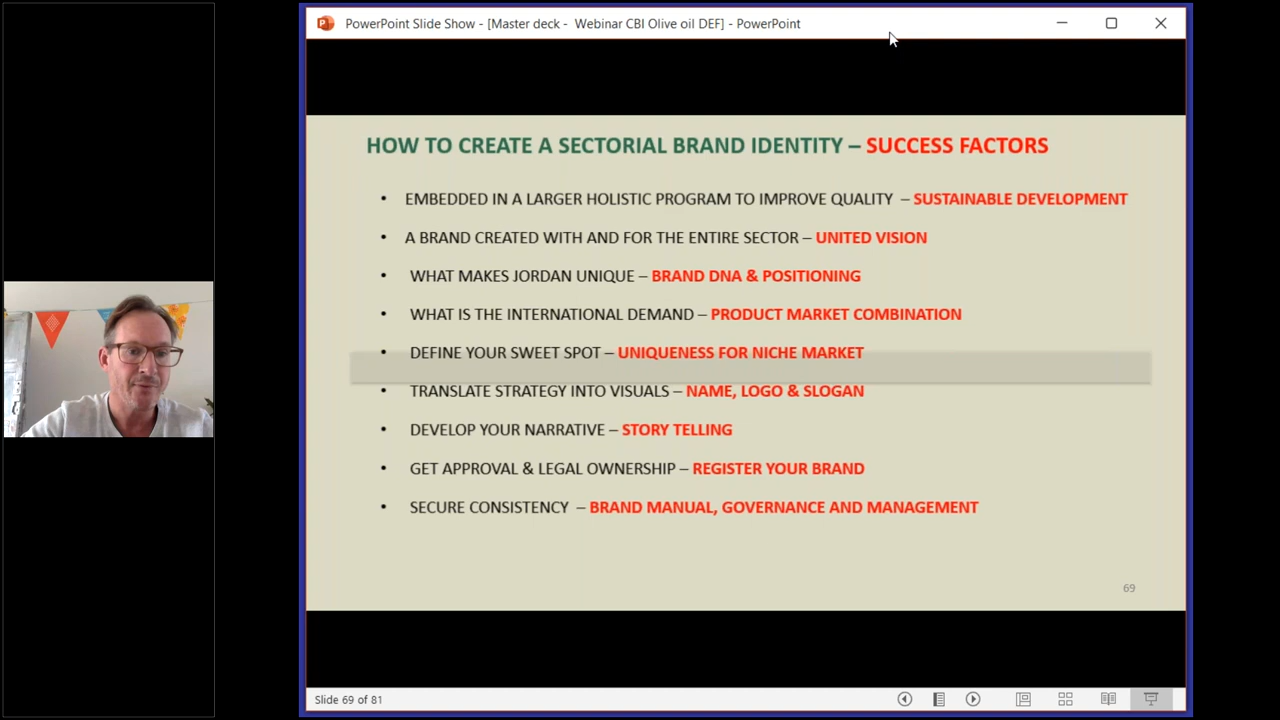 PowerPoint Slide Show - [Master deck - Webinar CBI Olive oil DEF] - PowerPoint
HOW TO CREATE A SECTORIAL BRAND IDENTITY – SUCCESS FACTORS
• EMBEDDED IN A LARGER HOLISTIC PROGRAM TO IMPROVE QUALITY – SUSTAINABLE DEVELOPMENT
• A BRAND CREATED WITH AND FOR THE ENTIRE SECTOR – UNITED VISION
• WHAT MAKES JORDAN UNIQUE – BRAND DNA & POSITIONING
• WHAT IS THE INTERNATIONAL DEMAND – PRODUCT MARKET COMBINATION
• DEFINE YOUR SWEET SPOT – UNIQUENESS FOR NICHE MARKET
• TRANSLATE STRATEGY INTO VISUALS – NAME, LOGO & SLOGAN
• DEVELOP YOUR NARRATIVE – STORY TELLING
• GET APPROVAL & LEGAL OWNERSHIP – REGISTER YOUR BRAND
• SECURE CONSISTENCY – BRAND MANUAL, GOVERNANCE AND MANAGEMENT
69
Slide 69 of 81